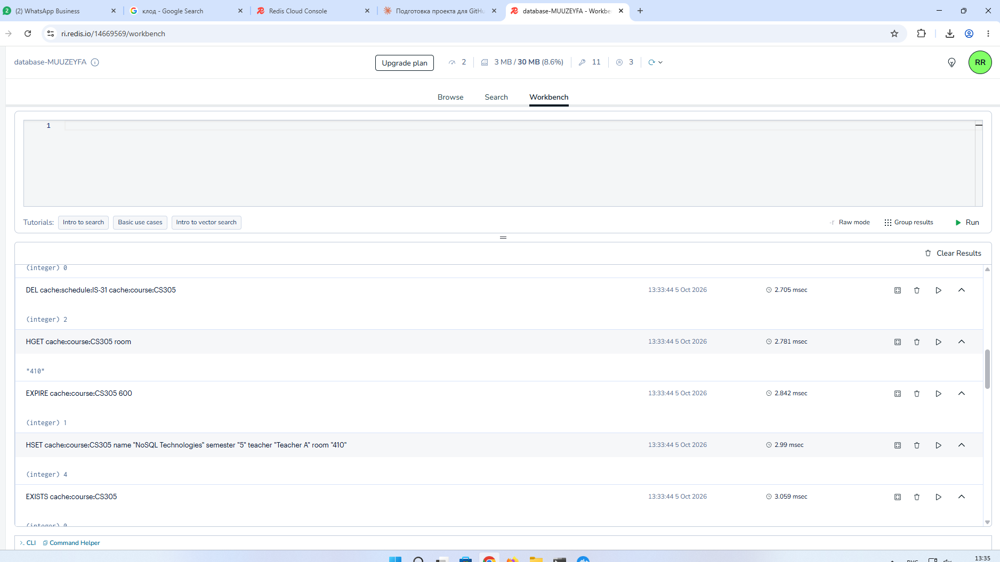 2 (2) WhatsApp Business
клод - Google Search
Redis Cloud Console
Подготовка проекта для GitHu
database-MUUZEYFA - Workbe
ri.redis.io/14669569/workbench
database-MUUZEYFA
Upgrade plan
2
3 MB / 30 MB (8.6%)
11
3
RR
Browse
Search
Workbench
1
Tutorials:
Intro to search
Basic use cases
Intro to vector search
-r Raw mode
Group results
Run
Clear Results
(integer) 0
DEL cache:schedule:IS-31 cache:course:CS305
13:33:44 5 Oct 2026
2.705 msec
(integer) 2
HGET cache:course:CS305 room
13:33:44 5 Oct 2026
2.781 msec
"410"
EXPIRE cache:course:CS305 600
13:33:44 5 Oct 2026
2.842 msec
(integer) 1
HSET cache:course:CS305 name "NoSQL Technologies" semester "5" teacher "Teacher A" room "410"
13:33:44 5 Oct 2026
2.99 msec
(integer) 4
EXISTS cache:course:CS305
13:33:44 5 Oct 2026
3.059 msec
(integer) 0
>_ CLI
Command Helper
РУС
13:35